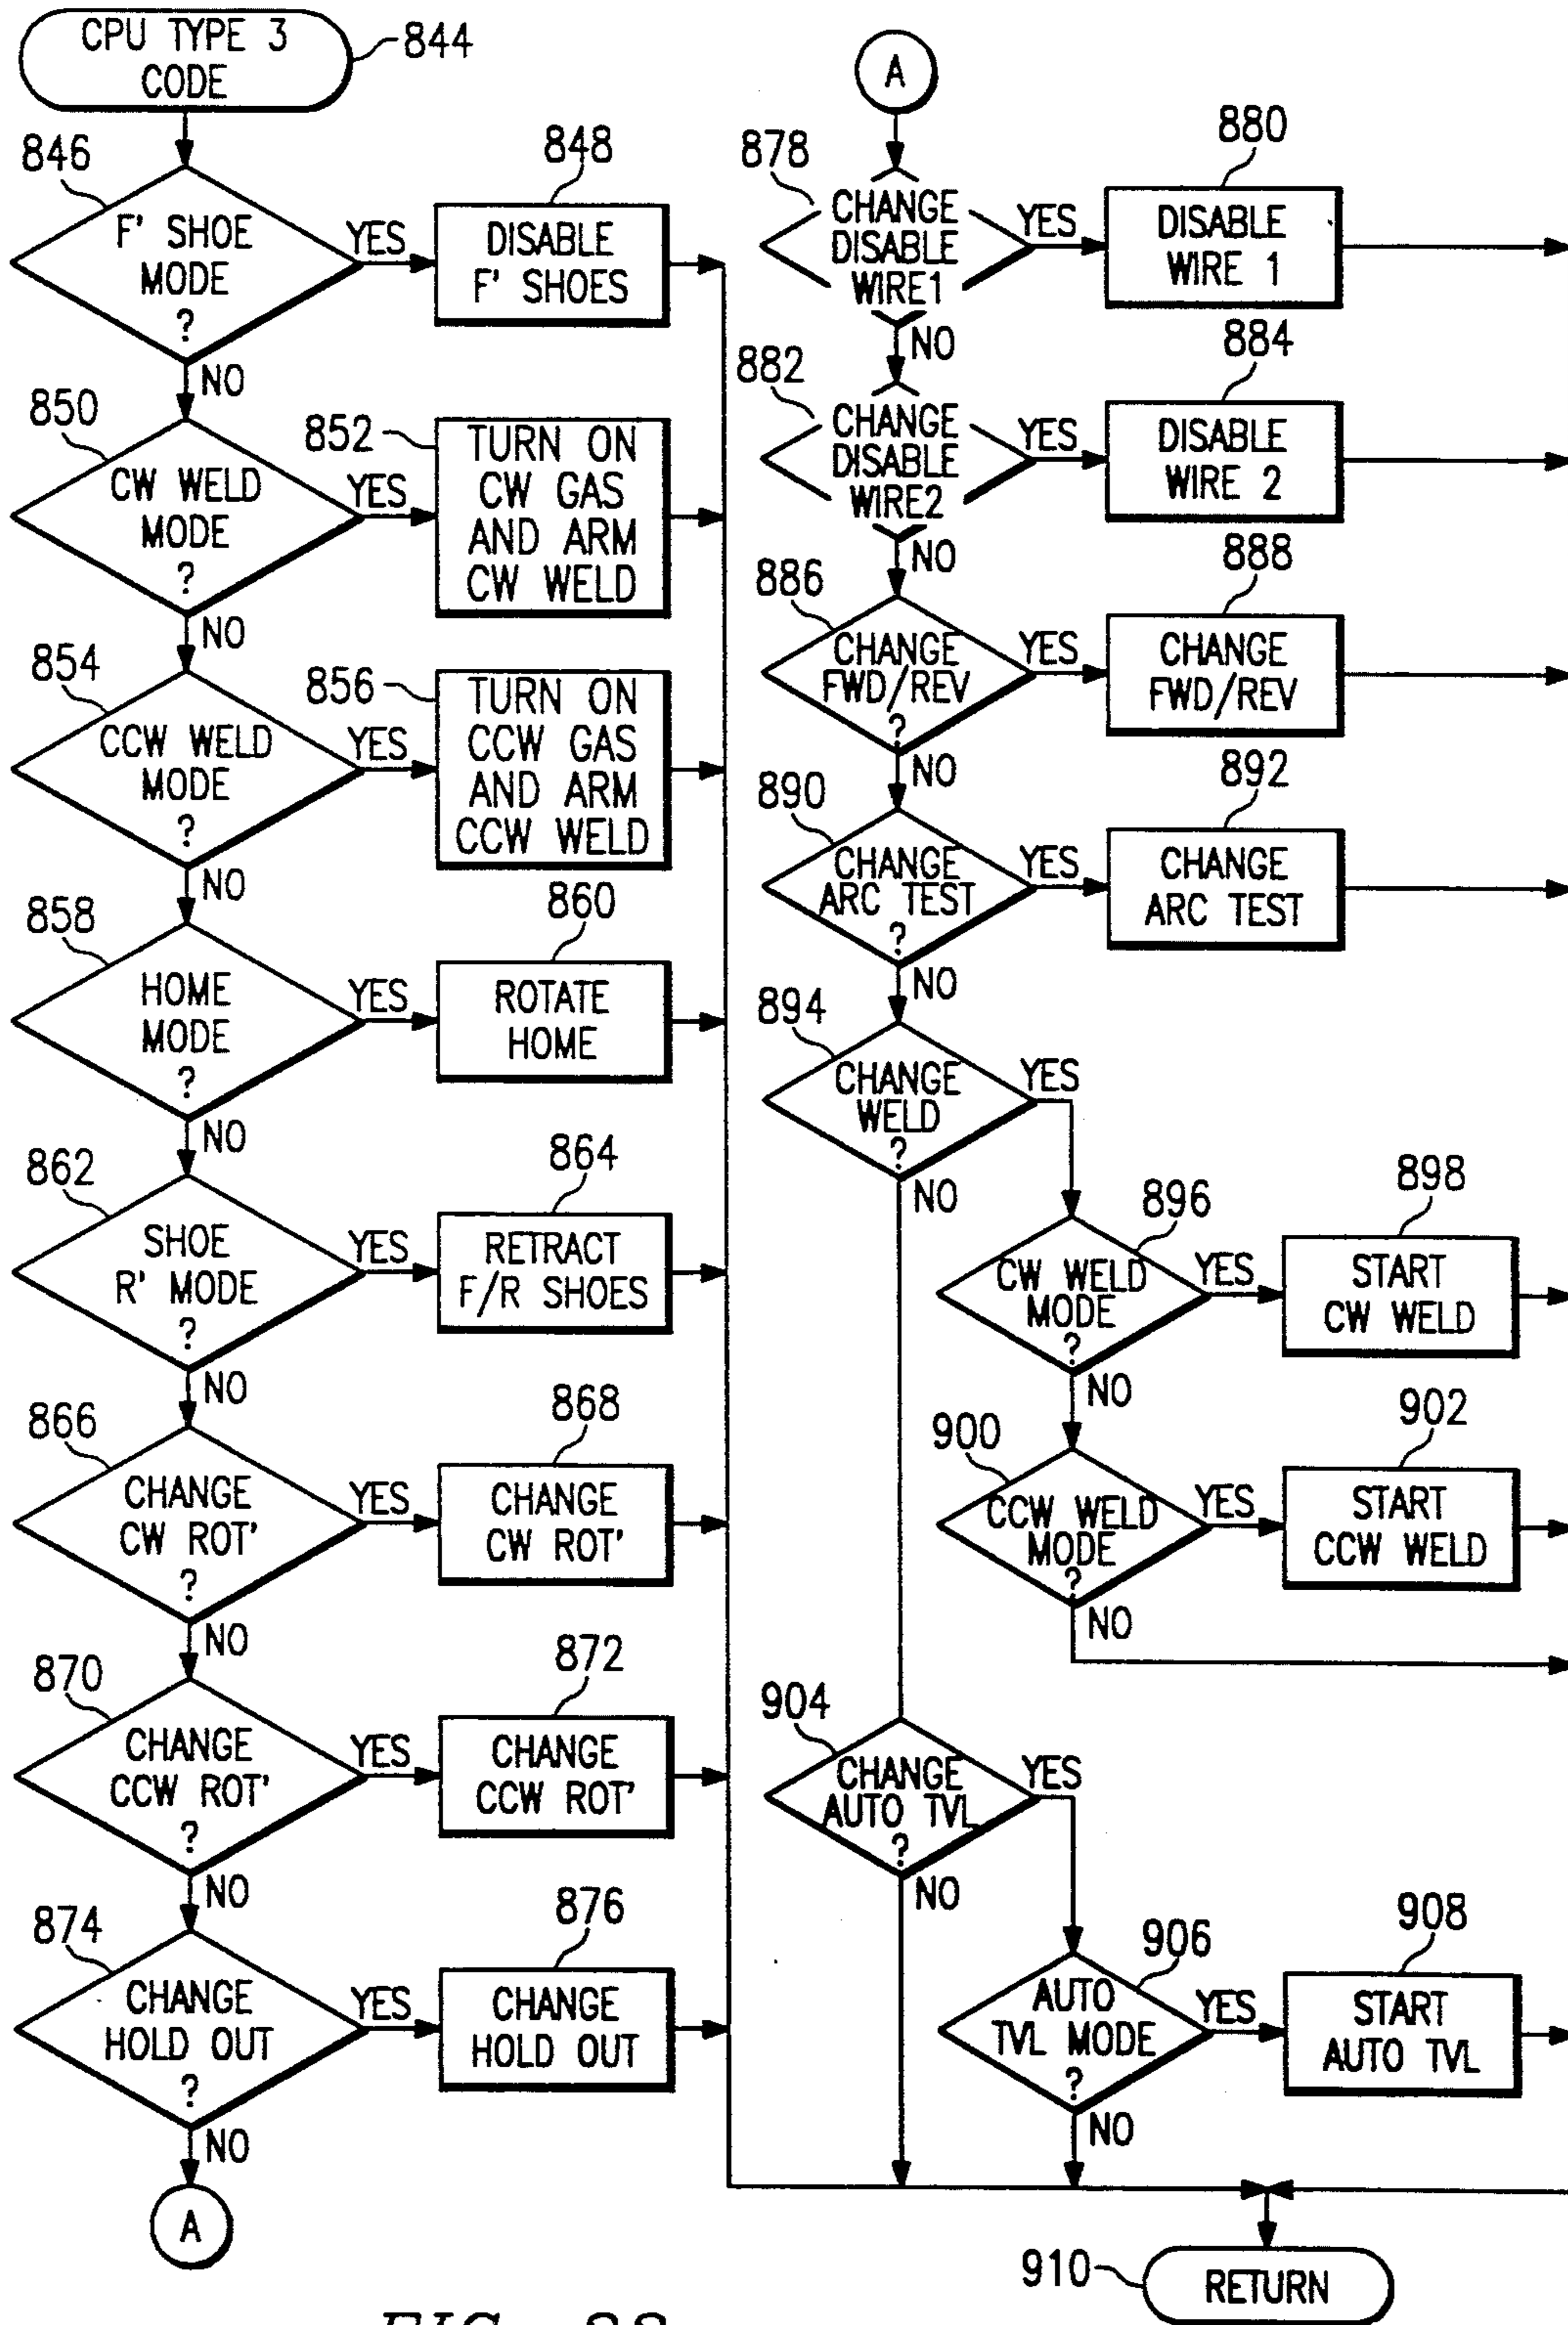 CPU TYPE 3
CODE
844
846
F' SHOE
MODE
?
YES
848
DISABLE
F' SHOES
NO
850
CW WELD
MODE
?
YES
852
TURN ON
CW GAS
AND ARM
CW WELD
NO
854
CCW WELD
MODE
?
YES
856
TURN ON
CCW GAS
AND ARM
CCW WELD
NO
858
HOME
MODE
?
YES
860
ROTATE
HOME
NO
862
SHOE
R' MODE
?
YES
864
RETRACT
F/R SHOES
NO
866
CHANGE
CW ROT'
?
YES
868
CHANGE
CW ROT'
NO
870
CHANGE
CCW ROT'
?
YES
872
CHANGE
CCW ROT'
NO
874
CHANGE
HOLD OUT
?
YES
876
CHANGE
HOLD OUT
NO
A
A
878
CHANGE
DISABLE
WIRE1
YES
880
DISABLE
WIRE 1
NO
882
CHANGE
DISABLE
WIRE2
YES
884
DISABLE
WIRE 2
NO
886
CHANGE
FWD/REV
?
YES
888
CHANGE
FWD/REV
NO
890
CHANGE
ARC TEST
?
YES
892
CHANGE
ARC TEST
NO
894
CHANGE
WELD
?
YES
NO
896
CW WELD
MODE
?
YES
898
START
CW WELD
NO
900
CCW WELD
MODE
?
YES
902
START
CCW WELD
NO
904
CHANGE
AUTO TVL
?
YES
NO
906
AUTO
TVL MODE
?
YES
908
START
AUTO TVL
NO
910
RETURN